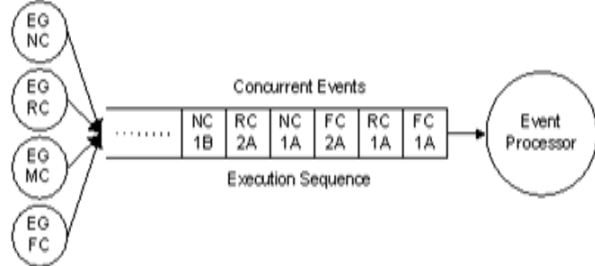 EG
NC
EG
RC
EG
MC
EG
FC
Concurrent Events
........
NC
1B
RC
2A
NC
1A
FC
2A
RC
1A
FC
1A
Execution Sequence
Event
Processor